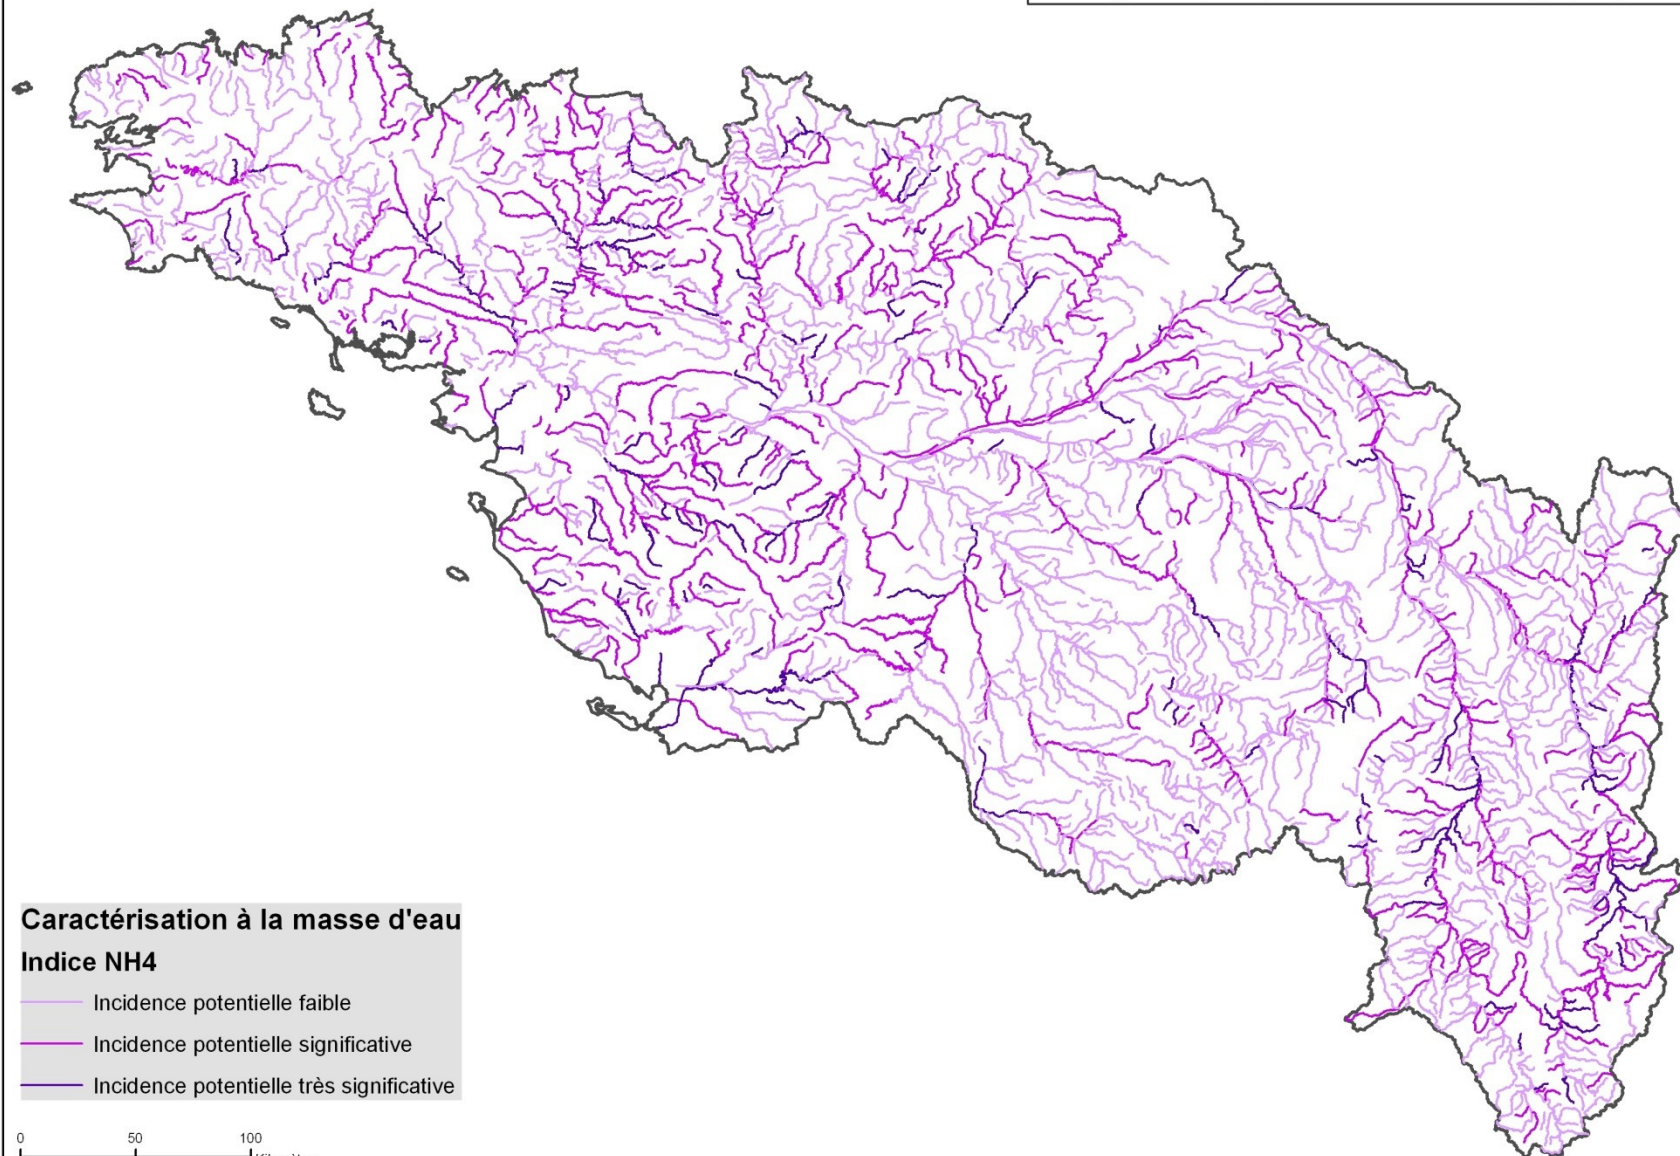 Caractérisation à la masse d'eau
Indice NH4
Incidence potentielle faible
Incidence potentielle significative
Incidence potentielle très significative
0 50 100